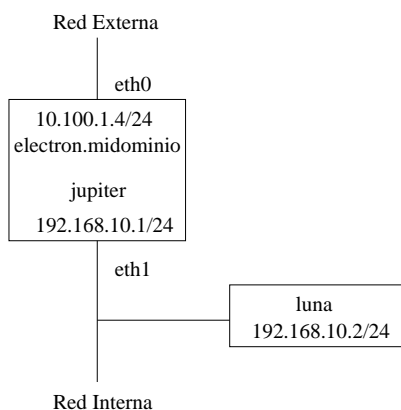 Red Externa
eth0
10.100.1.4/24
electron.midominio
jupiter
192.168.10.1/24
eth1
luna
192.168.10.2/24
Red Interna